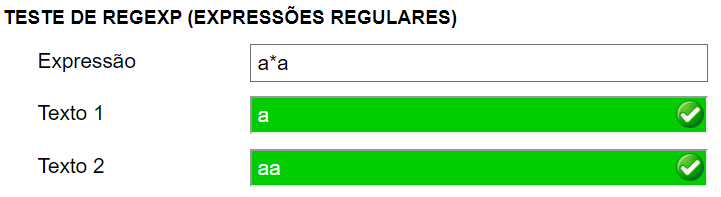 TESTE DE REGEXP (EXPRESSÕES REGULARES)
Expressão a*a
Texto 1 a
Texto 2 aa